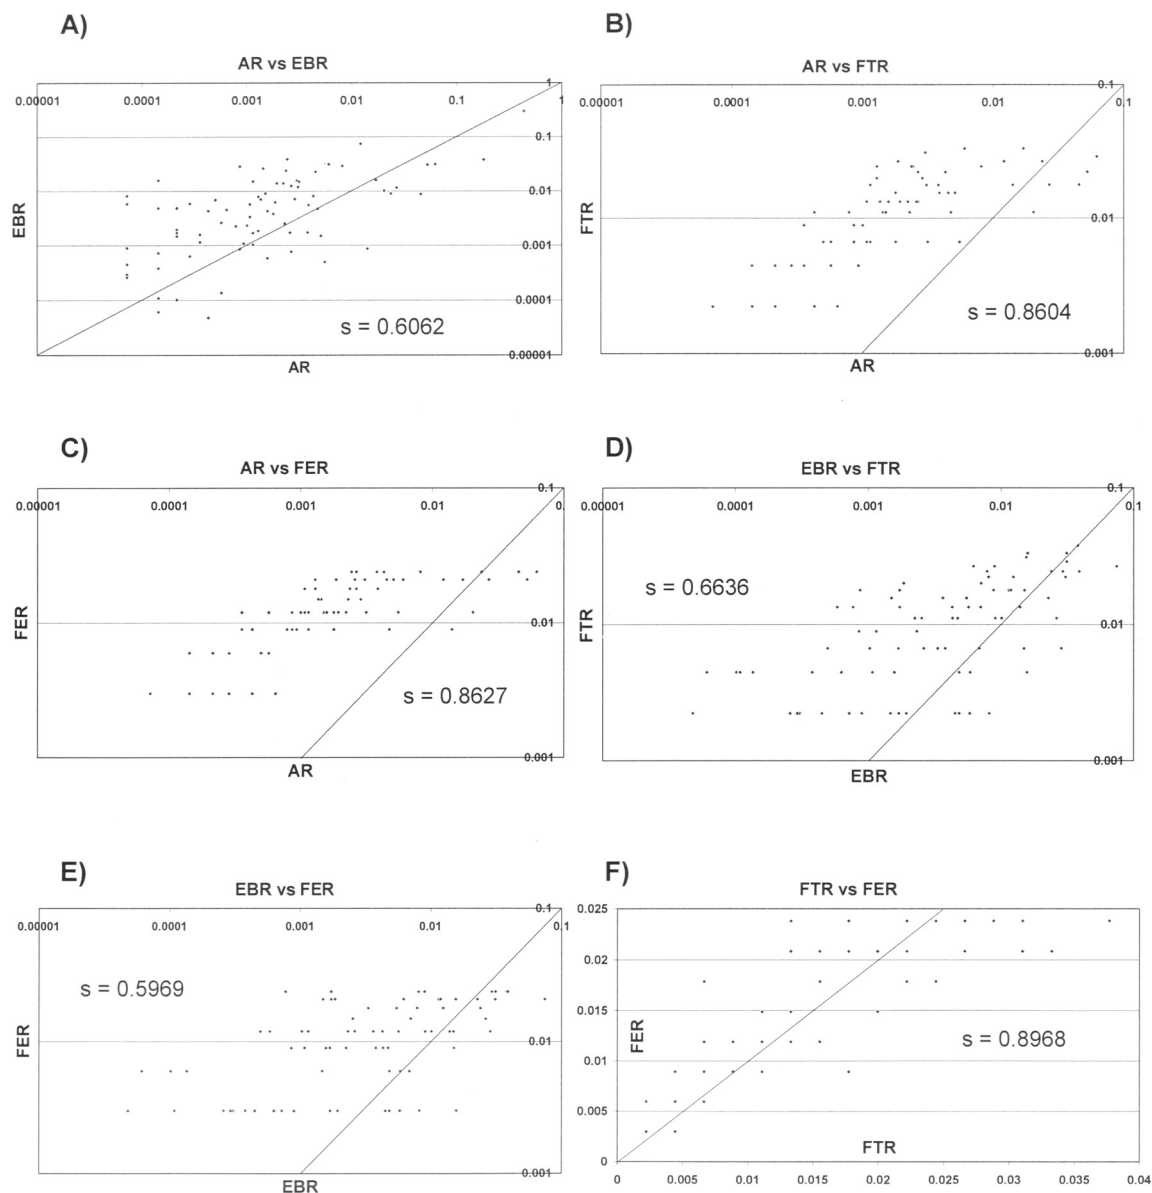 A)
AR vs EBR
1
0.00001 0.0001 0.001 0.01 0.1 1
0.1
0.01
EBR
0.001
0.0001
s = 0.6062
0.00001
AR
B)
AR vs FTR
0.1
0.00001 0.0001 0.001 0.01 0.1
FTR
0.01
s = 0.8604
0.001
AR
C)
AR vs FER
0.1
0.00001 0.0001 0.001 0.01 0.
FER
0.01
s = 0.8627
0.001
AR
D)
EBR vs FTR
0.1
0.00001 0.0001 0.001 0.01 0.1
s = 0.6636
FTR
0.01
0.001
EBR
E)
EBR vs FER
0.1
0.00001 0.0001 0.001 0.01 0.1
s = 0.5969
FER
0.01
0.001
EBR
F)
FTR vs FER
0.025
0.02
0.015
FER
s = 0.8968
0.01
0.005
FTR
0
0 0.005 0.01 0.015 0.02 0.025 0.03 0.035 0.04